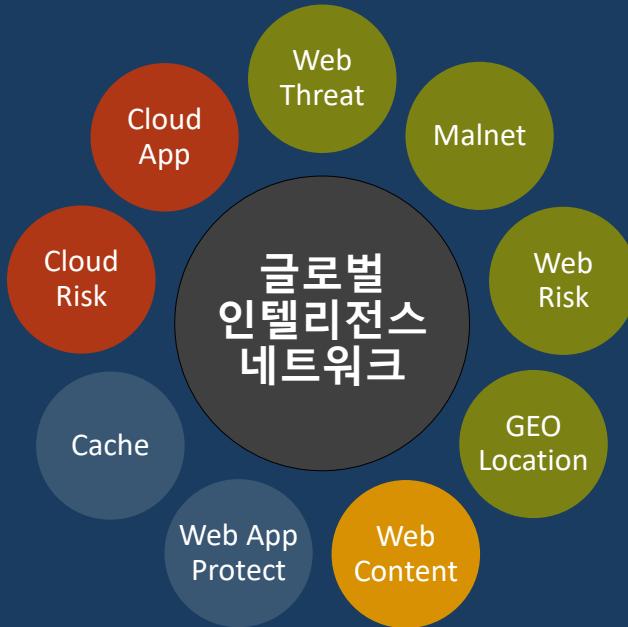 Web
Threat
Cloud
App
Malnet
글로벌
인텔리전스
네트워크
Cloud
Risk
Web
Risk
Cache
GEO
Location
Web App
Protect
Web
Content